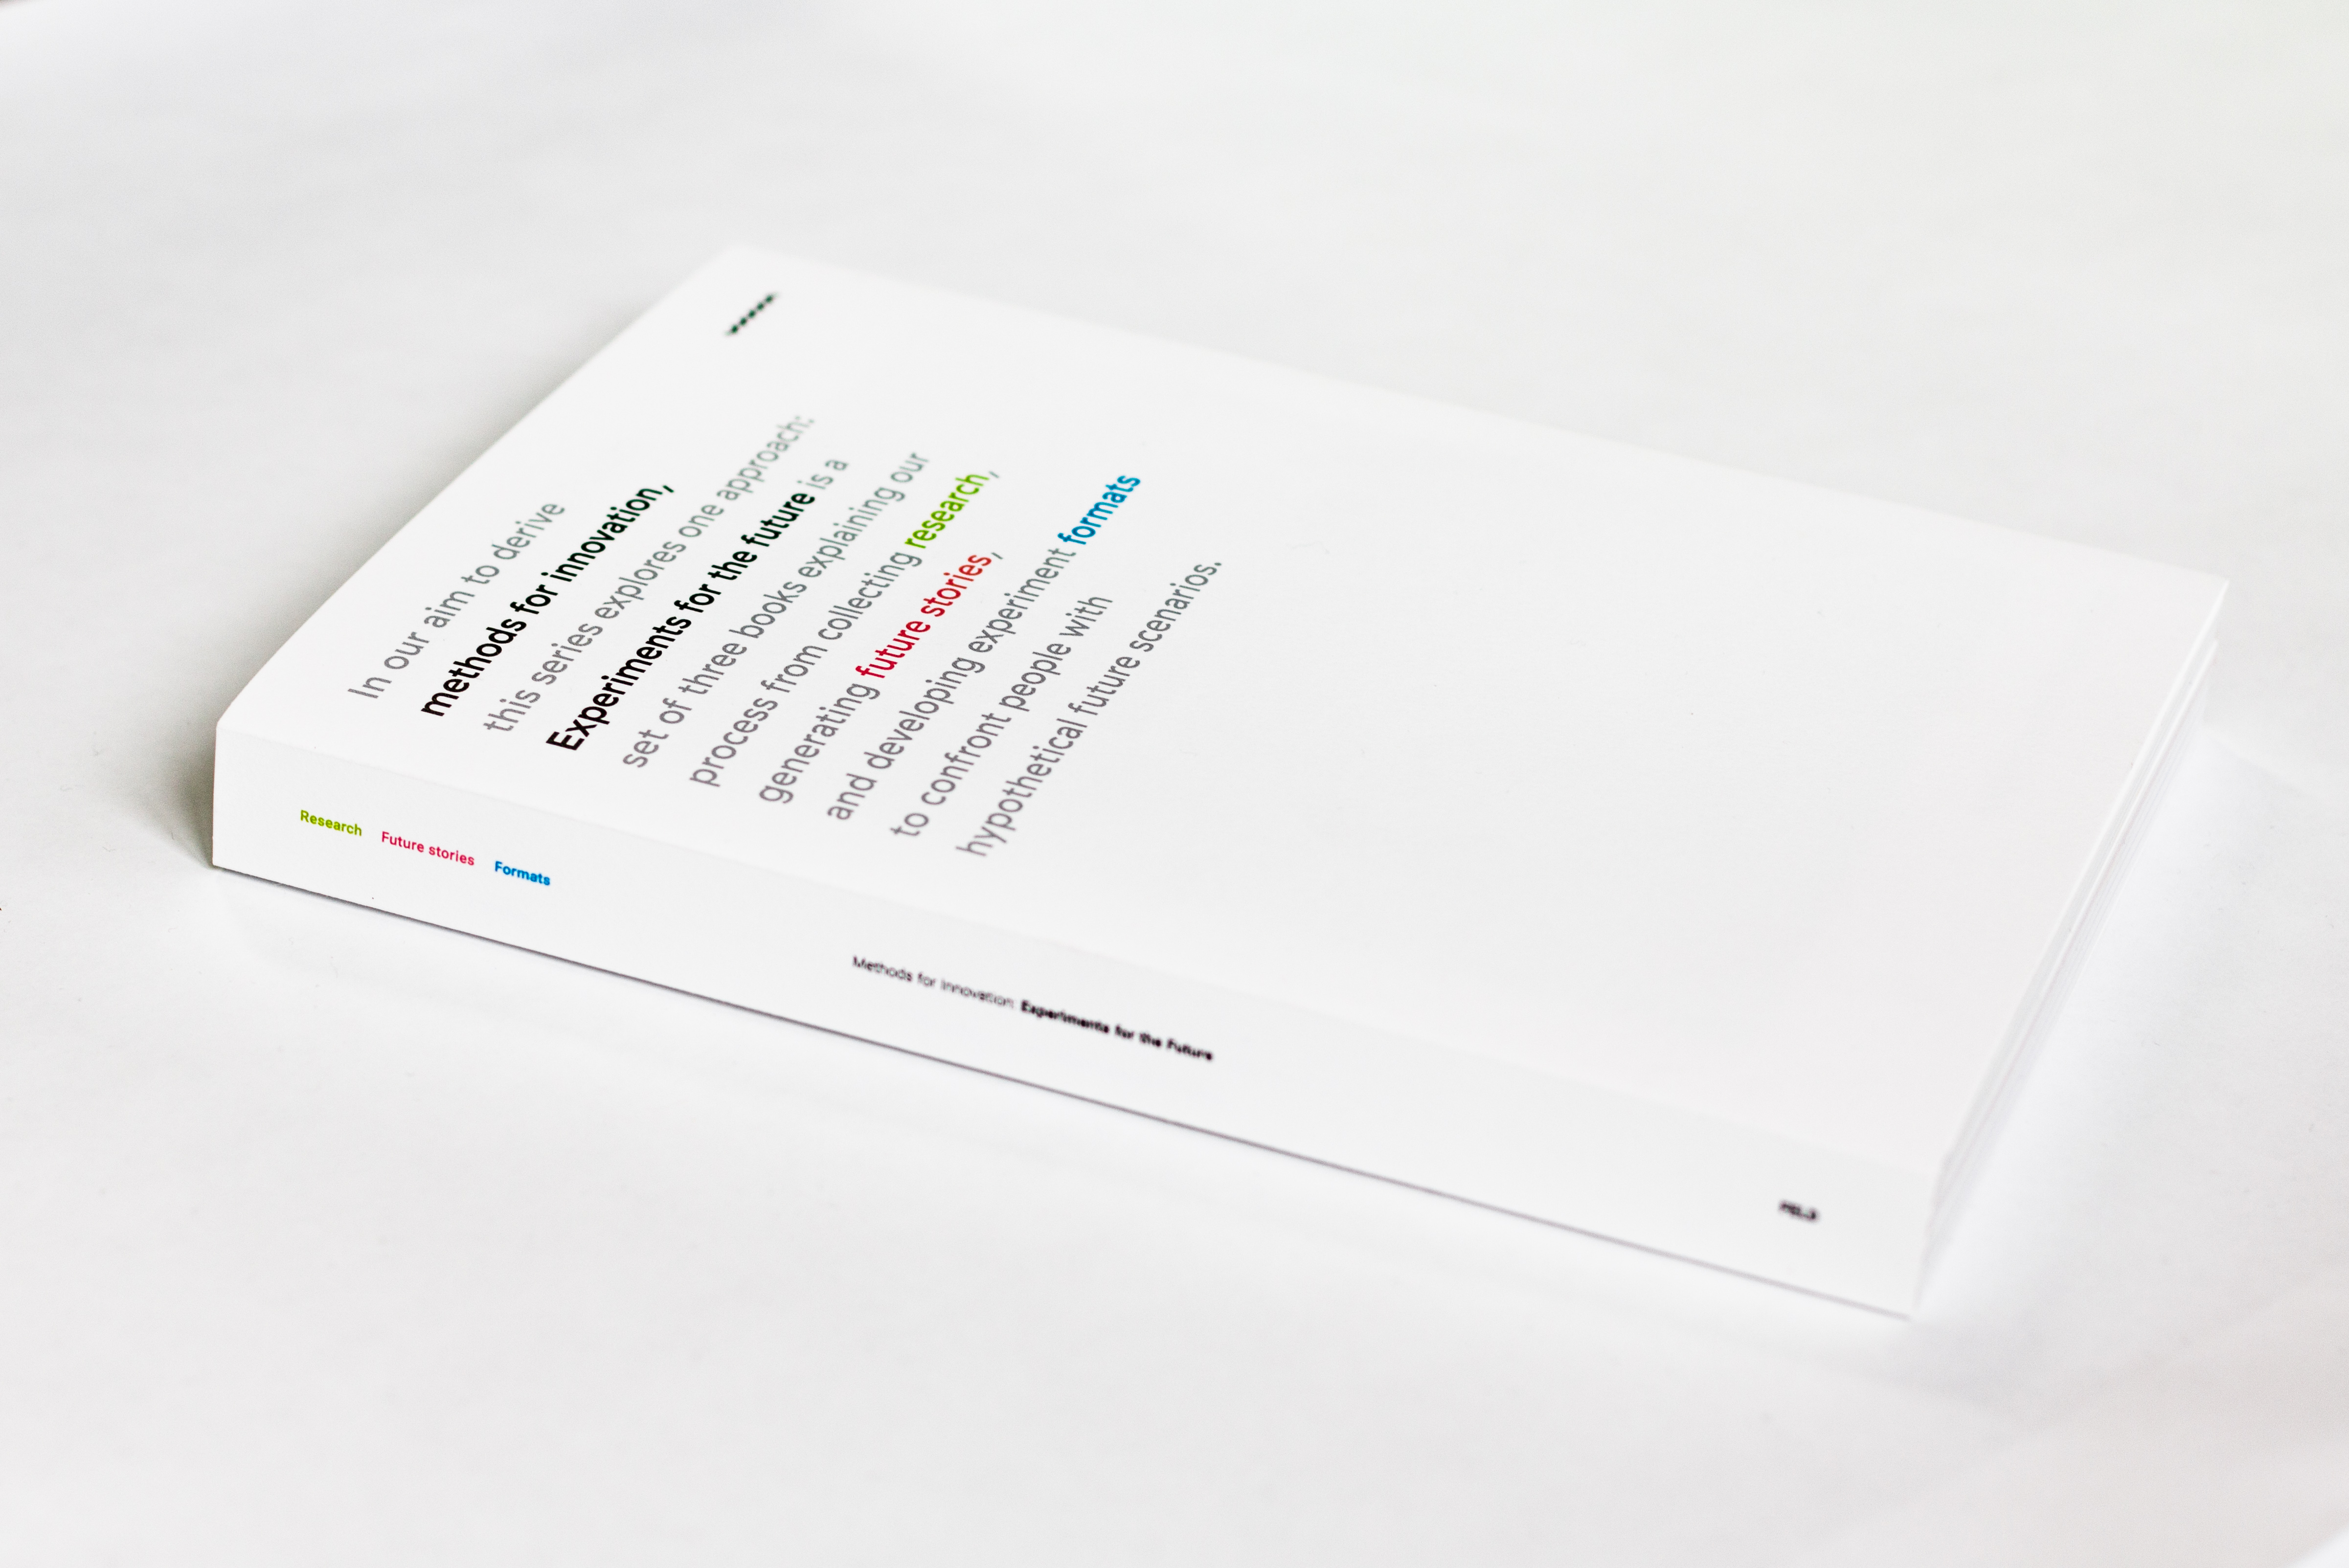 In our aim to derive
methods for innovation,
this series explores one approach:
Experiments for the future is a
set of three books explaining our
process from collecting research,
generating future stories,
and developing experiment formats
to confront people with
hypothetical future scenarios.
Research Future stories Formats
Methods for Innovation: Experiments for the Future